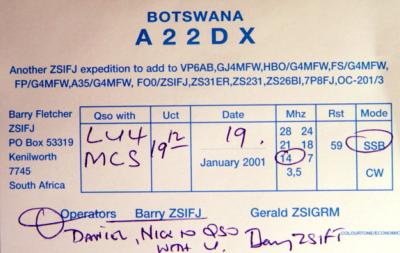 BOTSWANA
A22DX
Another ZSIFJ expedition to add to VP6AB,GJ4MFW,HBO/G4MFW,FS/G4MFW,
FP/G4MFW,A35/G4MFW, FO0/ZSIFJ,ZS31ER,ZS231,ZS26BI,7P8FJ,OC-201/3
Barry Fletcher
ZSIFJ
PO Box 53319
Kenilworth
7745
South Africa
Qso with Uct Date Mhz Rst Mode
LU4 MCS 19 12 19. January 2001 28 24 21 18 14 7 3,5 59 SSB CW
Operators Barry ZSIFJ Gerald ZSIGRM
DANIEL, NICE TO QSO
WITH U. Barry ZSIFJ
COLOURTONE/ECONOMIC